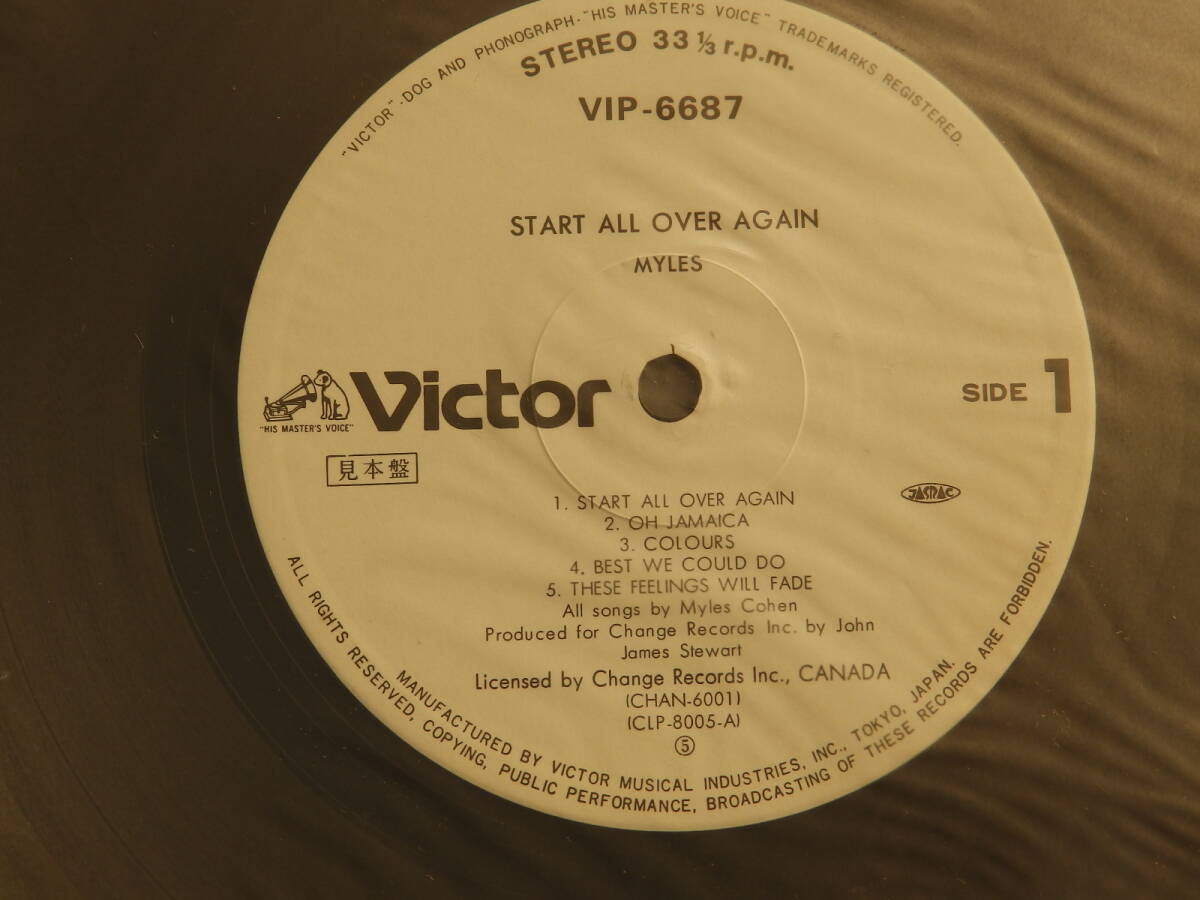 "VICTOR"-DOG AND PHONOGRAPH-"HIS MASTER'S VOICE" TRADEMARKS REGISTERED.
STEREO 33 1/3 r.p.m.
VIP-6687
START ALL OVER AGAIN
MYLES
"HIS MASTER'S VOICE"
Victor
SIDE 1
見本盤
JASRAC
1. START ALL OVER AGAIN
2. OH JAMAICA
3. COLOURS
4. BEST WE COULD DO
5. THESE FEELINGS WILL FADE
All songs by Myles Cohen
Produced for Change Records Inc. by John
James Stewart
Licensed by Change Records Inc., CANADA
(CHAN-6001)
(CLP-8005-A)
⑤
MANUFACTURED BY VICTOR MUSICAL INDUSTRIES, INC., TOKYO, JAPAN.
ALL RIGHTS RESERVED, COPYING, PUBLIC PERFORMANCE, BROADCASTING OF THESE RECORDS ARE FORBIDDEN.